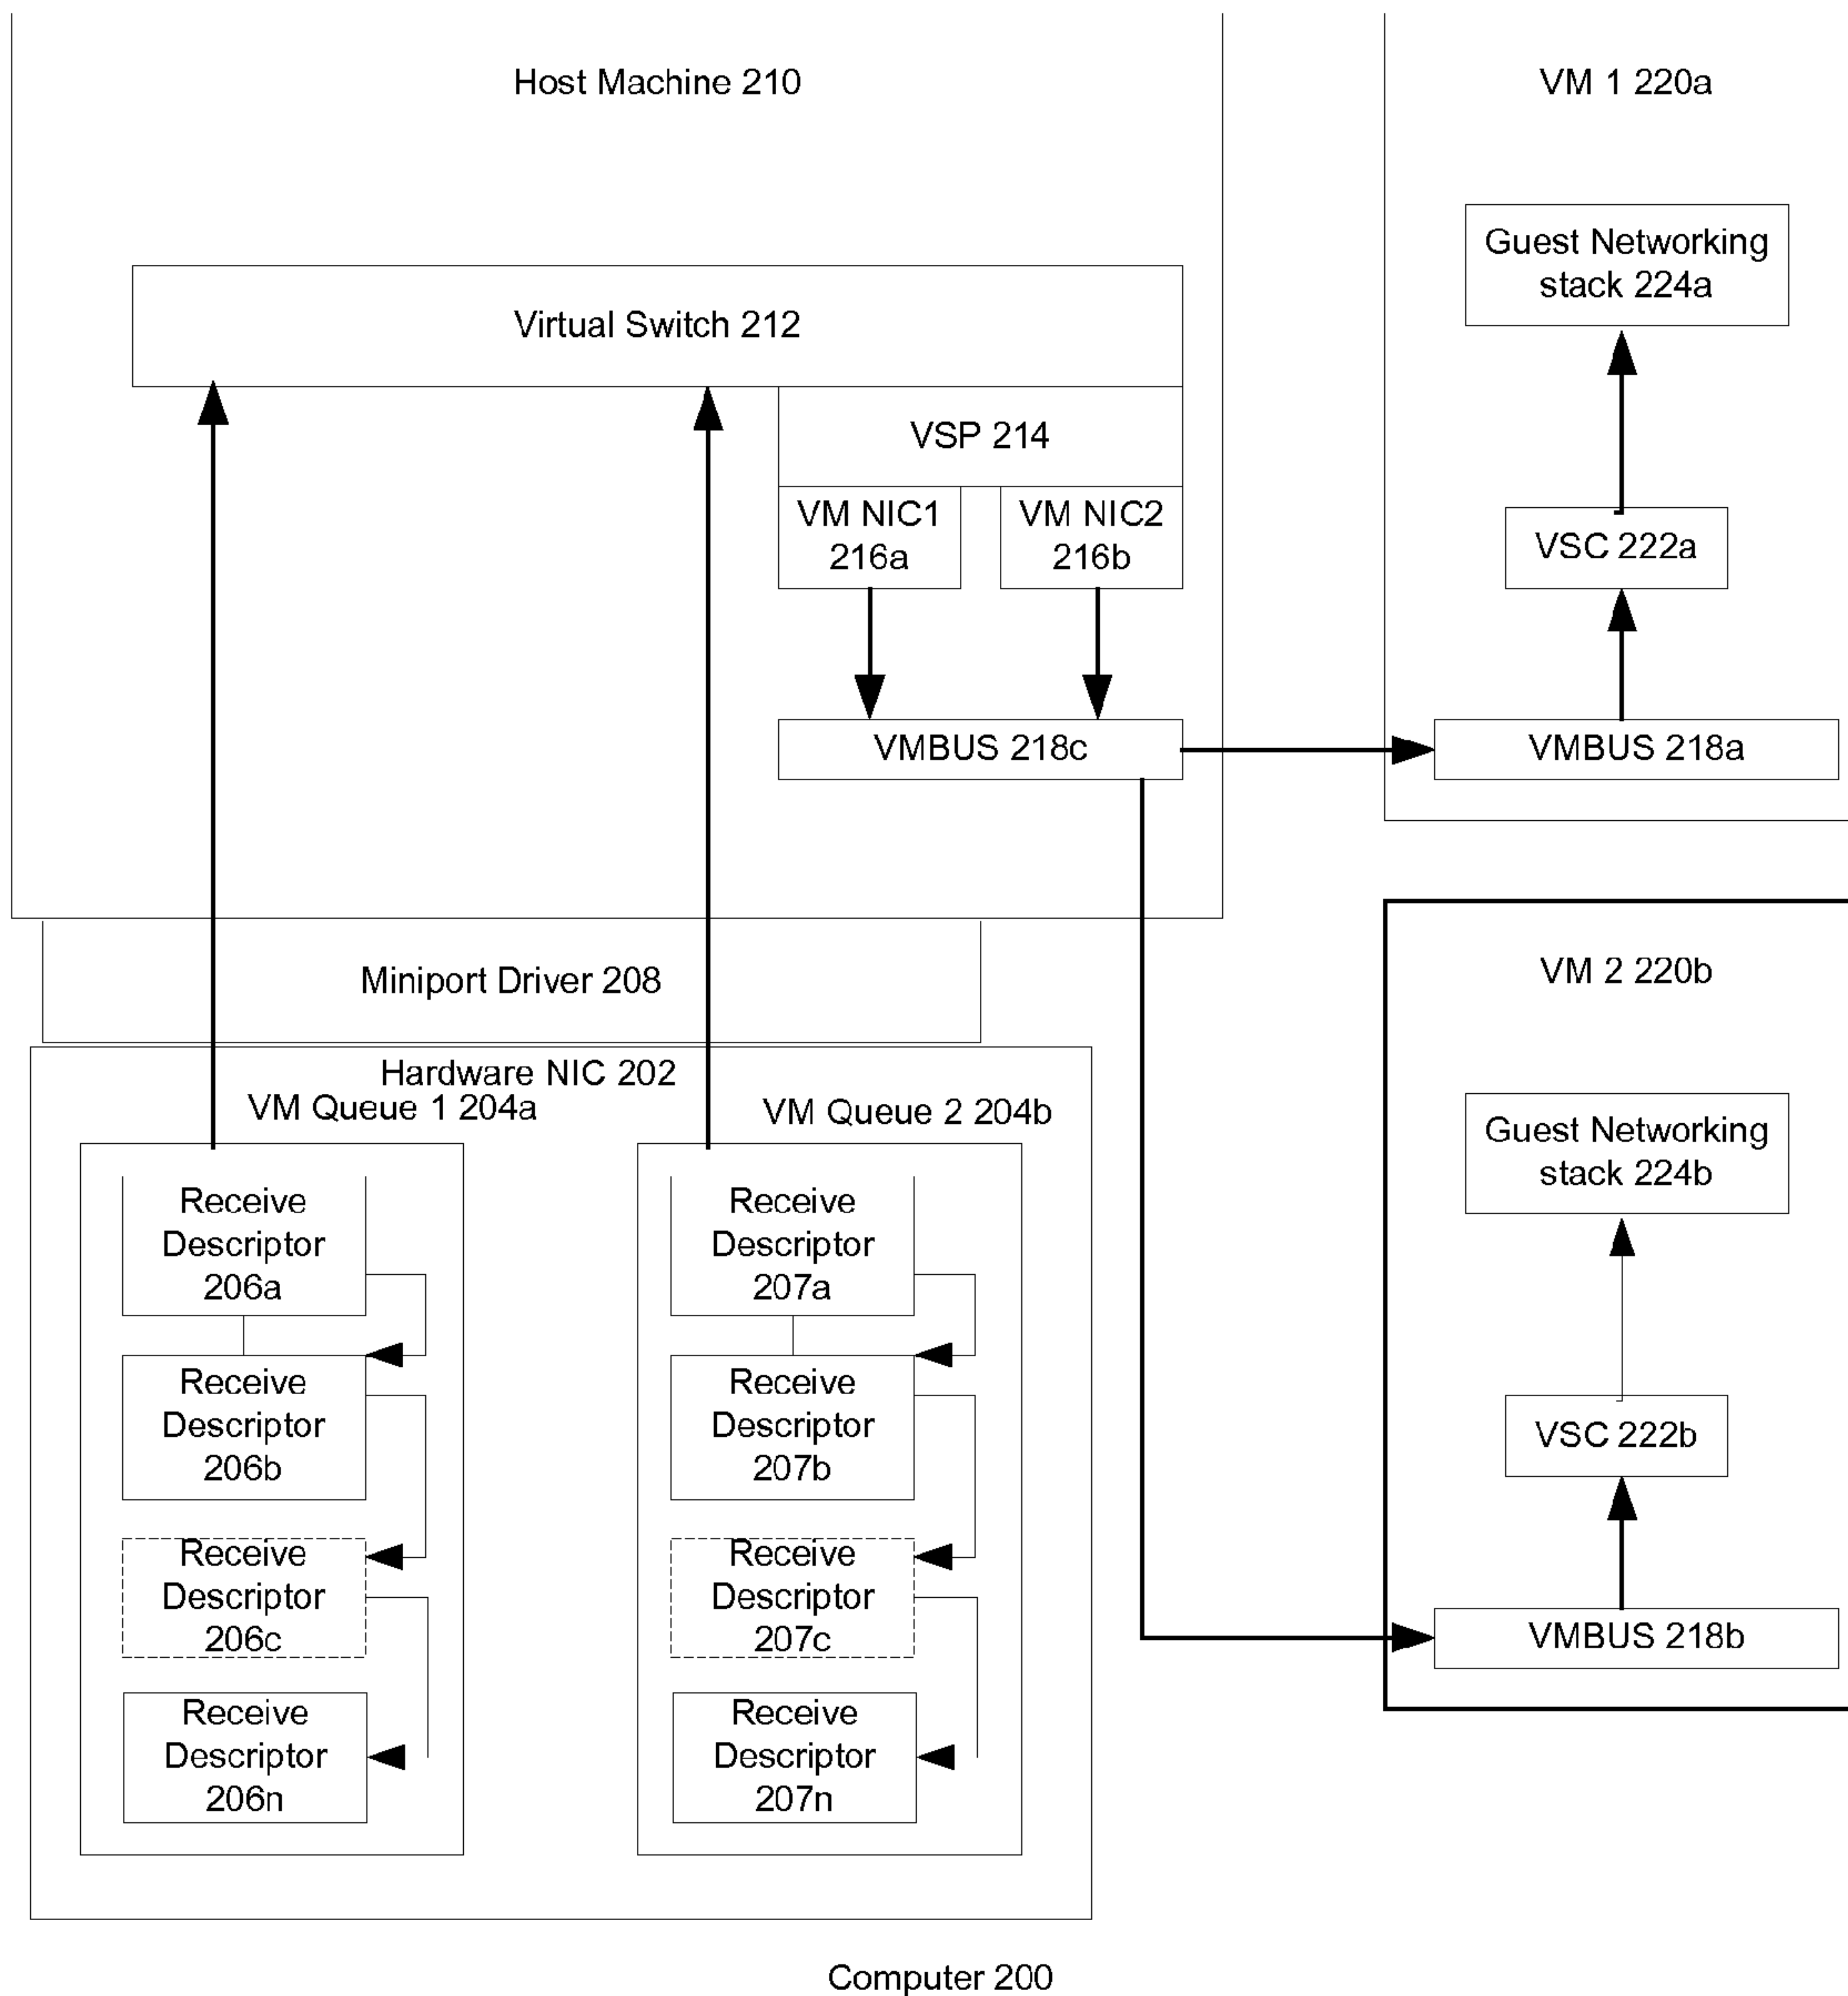 Host Machine 210
Virtual Switch 212
VSP 214
VM NIC1
216a
VM NIC2
216b
VMBUS 218c
VM 1 220a
Guest Networking
stack 224a
VSC 222a
VMBUS 218a
Miniport Driver 208
Hardware NIC 202
VM Queue 1 204a
Receive
Descriptor
206a
Receive
Descriptor
206b
Receive
Descriptor
206c
Receive
Descriptor
206n
VM Queue 2 204b
Receive
Descriptor
207a
Receive
Descriptor
207b
Receive
Descriptor
207c
Receive
Descriptor
207n
VM 2 220b
Guest Networking
stack 224b
VSC 222b
VMBUS 218b
Computer 200